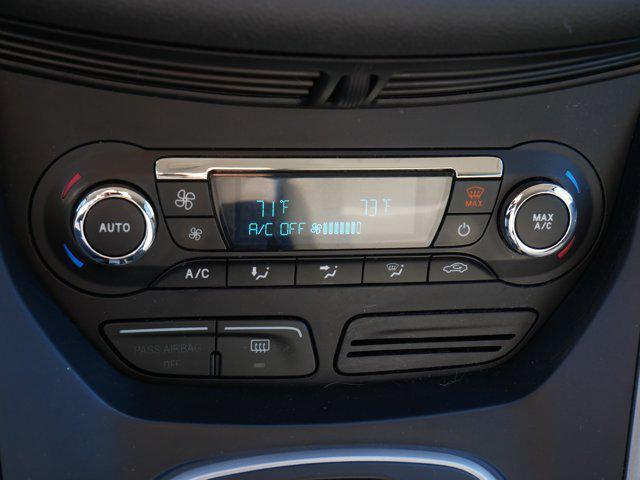 71°F 73°F
A/C OFF
MAX
AUTO
MAX
A/C
A/C
PASS AIRBAG
OFF